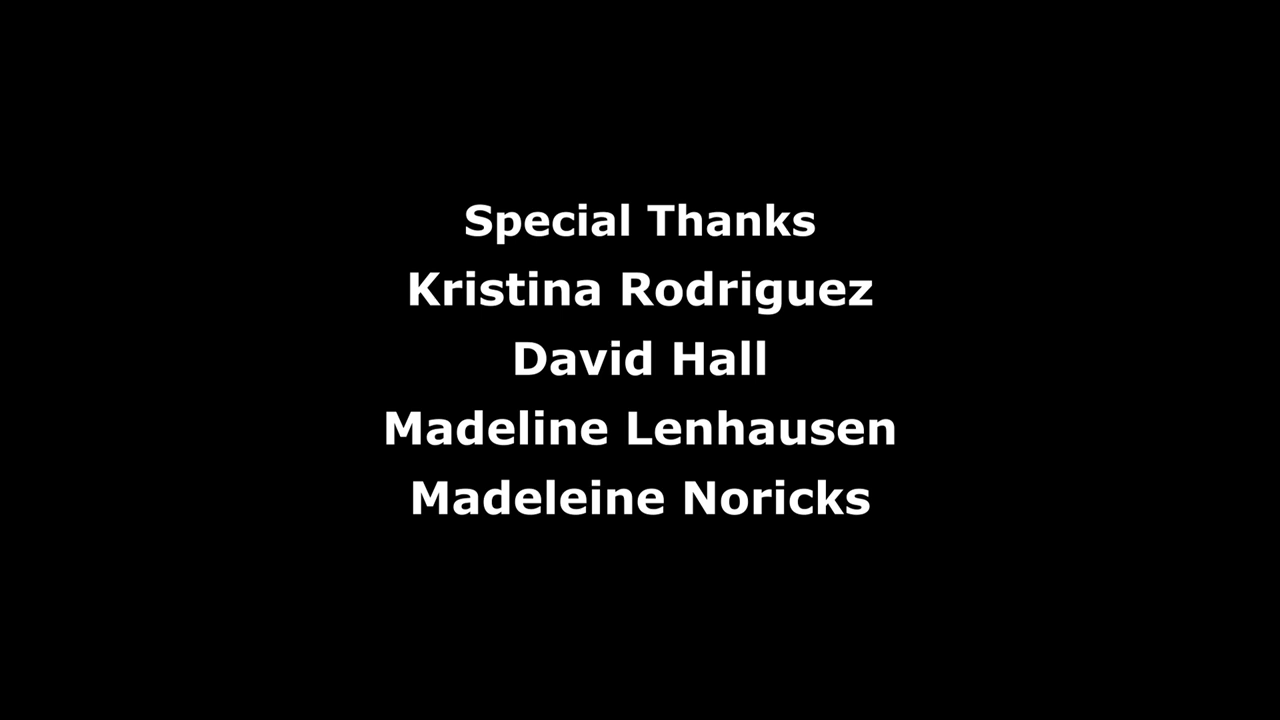 Special Thanks
Kristina Rodriguez
David Hall
Madeline Lenhausen
Madeleine Noricks